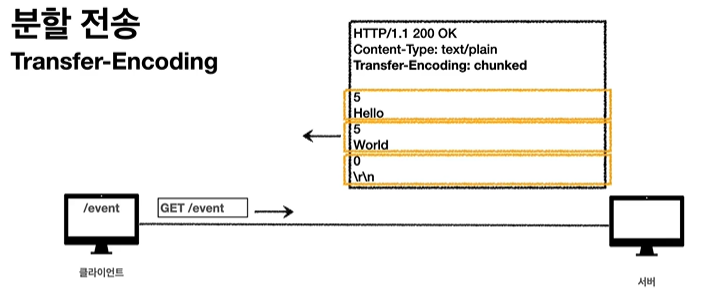 분할 전송
Transfer-Encoding
HTTP/1.1 200 OK
Content-Type: text/plain
Transfer-Encoding: chunked
5
Hello
5
World
0
\r\n
/event
GET /event
클라이언트
서버